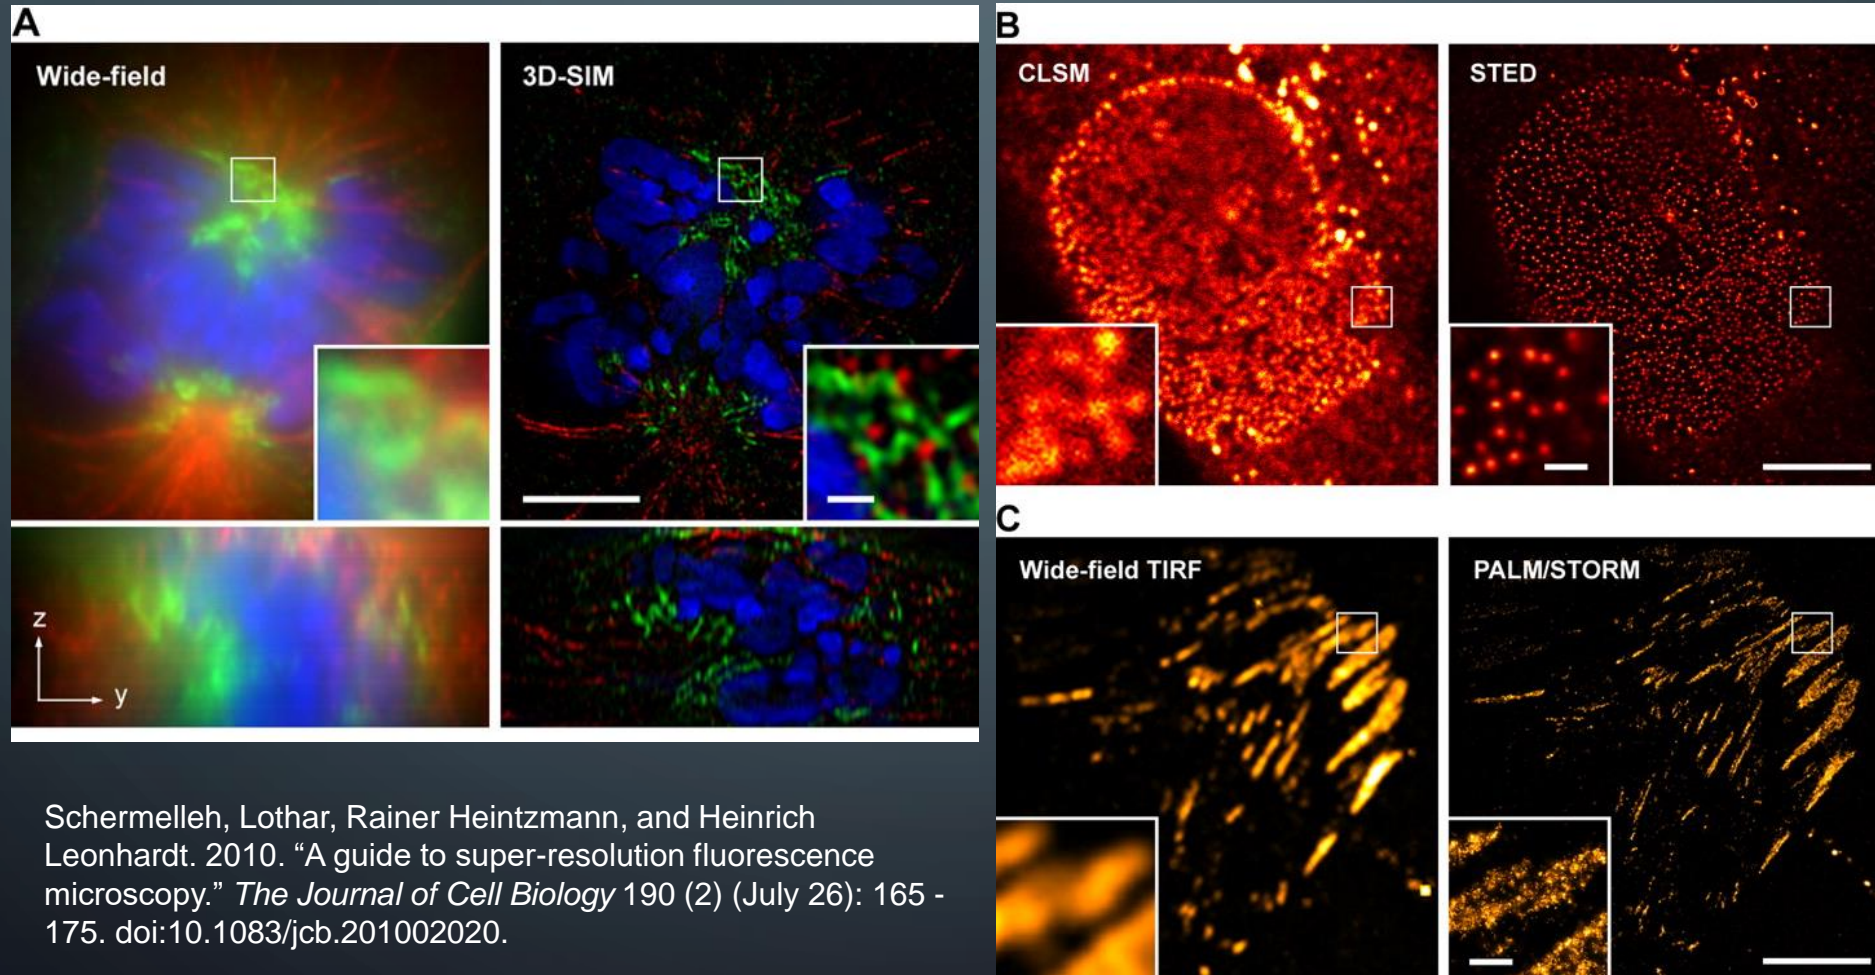 A
Wide-field
3D-SIM
z
y
B
CLSM
STED
C
Wide-field TIRF
PALM/STORM
Schermelleh, Lothar, Rainer Heintzmann, and Heinrich
Leonhardt. 2010. “A guide to super-resolution fluorescence
microscopy.” The Journal of Cell Biology 190 (2) (July 26): 165 -
175. doi:10.1083/jcb.201002020.